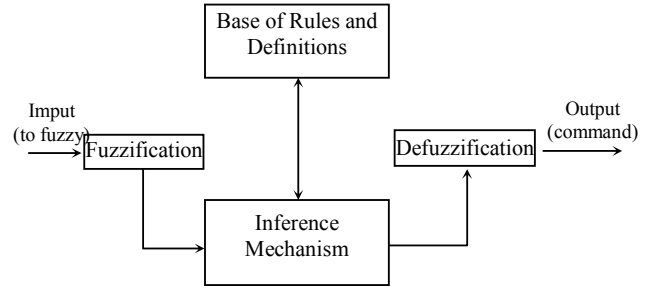 Base of Rules and
Definitions
Imput
(to fuzzy)
Fuzzification
Output
(command)
Defuzzification
Inference
Mechanism